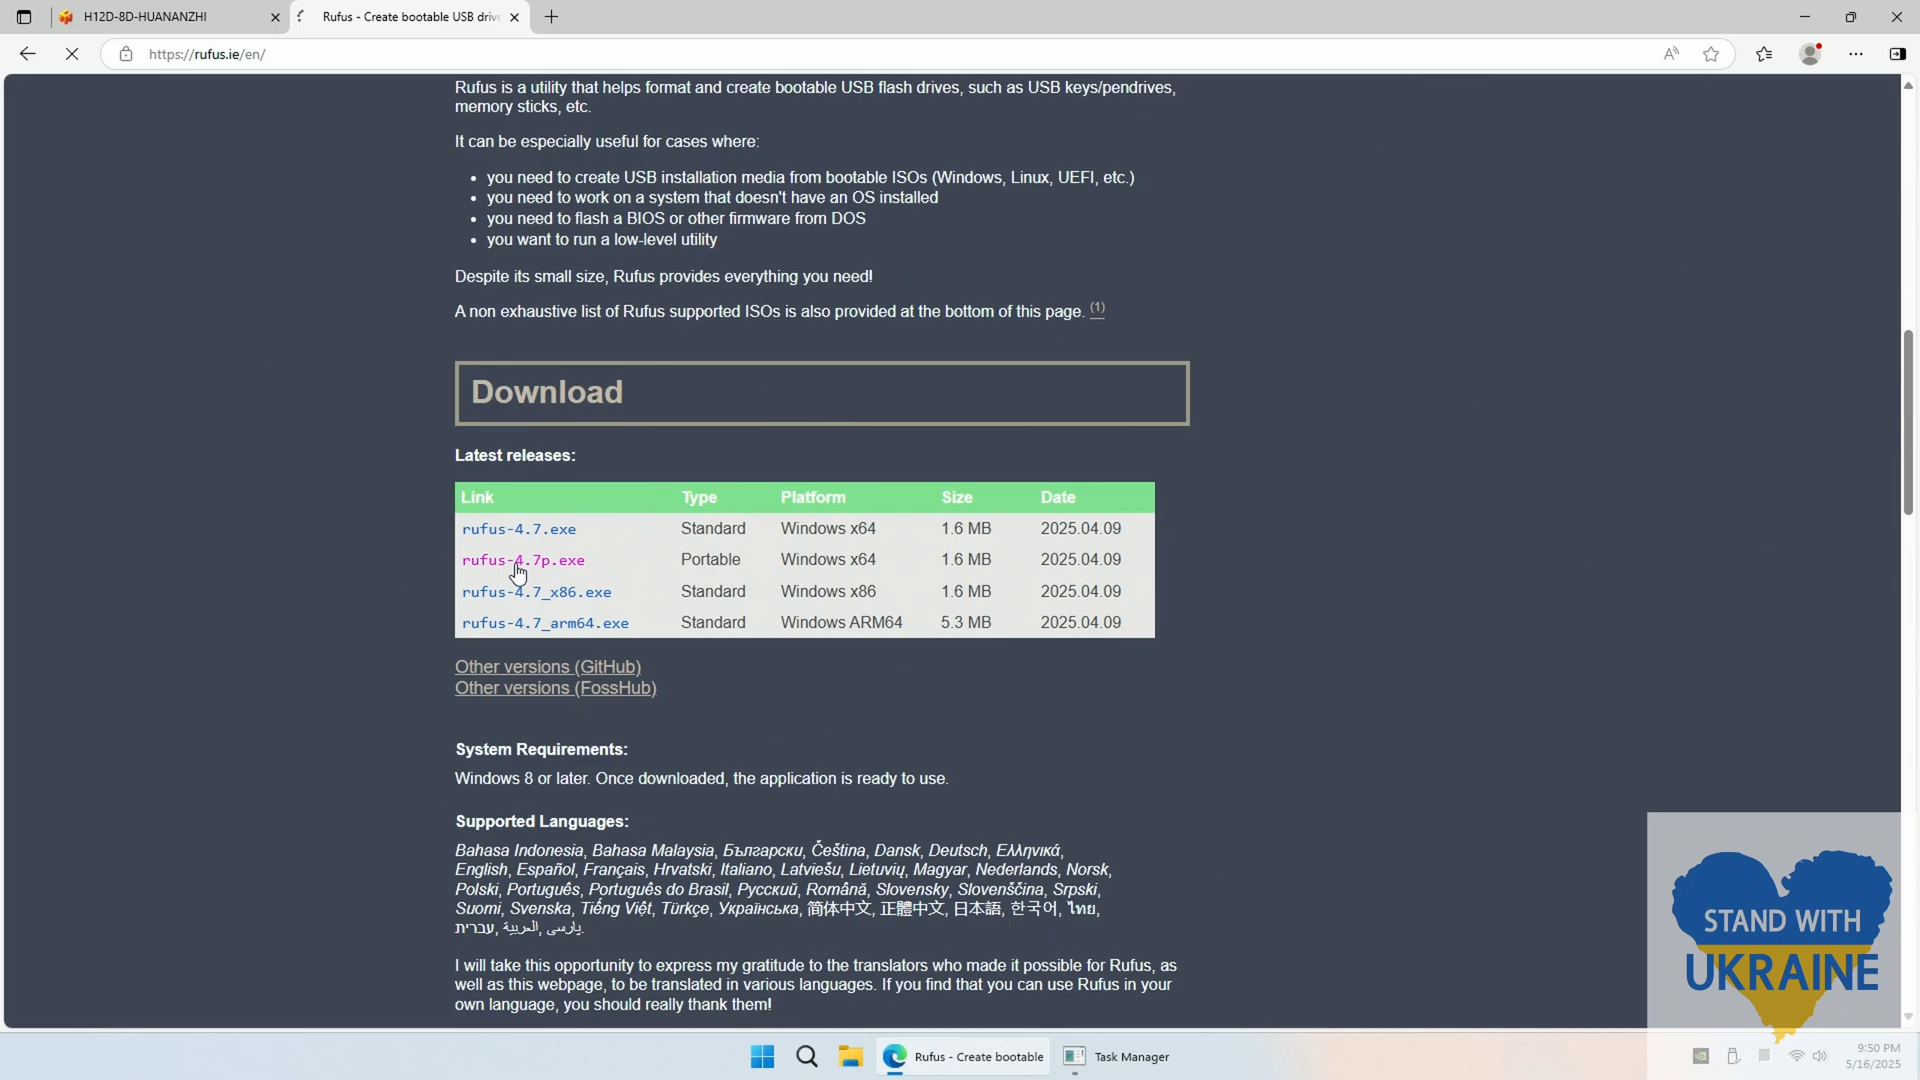 H12D-8D-HUANANZHI
Rufus - Create bootable USB drive
https://rufus.ie/en/
Rufus is a utility that helps format and create bootable USB flash drives, such as USB keys/pendrives,
memory sticks, etc.
It can be especially useful for cases where:
• you need to create USB installation media from bootable ISOs (Windows, Linux, UEFI, etc.)
• you need to work on a system that doesn't have an OS installed
• you need to flash a BIOS or other firmware from DOS
• you want to run a low-level utility
Despite its small size, Rufus provides everything you need!
A non exhaustive list of Rufus supported ISOs is also provided at the bottom of this page. (1)
Download
Latest releases:
Link Type Platform Size Date
rufus-4.7.exe Standard Windows x64 1.6 MB 2025.04.09
rufus-4.7p.exe Portable Windows x64 1.6 MB 2025.04.09
rufus-4.7_x86.exe Standard Windows x86 1.6 MB 2025.04.09
rufus-4.7_arm64.exe Standard Windows ARM64 5.3 MB 2025.04.09
Other versions (GitHub)
Other versions (FossHub)
System Requirements:
Windows 8 or later. Once downloaded, the application is ready to use.
Supported Languages:
Bahasa Indonesia, Bahasa Malaysia, Български, Čeština, Dansk, Deutsch, Ελληνικά,
English, Español, Français, Hrvatski, Italiano, Latviešu, Lietuvių, Magyar, Nederlands, Norsk,
Polski, Português, Português do Brasil, Русский, Română, Slovensky, Slovenščina, Srpski,
Suomi, Svenska, Tiếng Việt, Türkçe, Українська, 简体中文, 正體中文, 日本語, 한국어, ไทย,
עברית, العربية, پارسی.
I will take this opportunity to express my gratitude to the translators who made it possible for Rufus, as
well as this webpage, to be translated in various languages. If you find that you can use Rufus in your
own language, you should really thank them!
STAND WITH
UKRAINE
Rufus - Create bootable
Task Manager
9:50 PM
5/16/2025